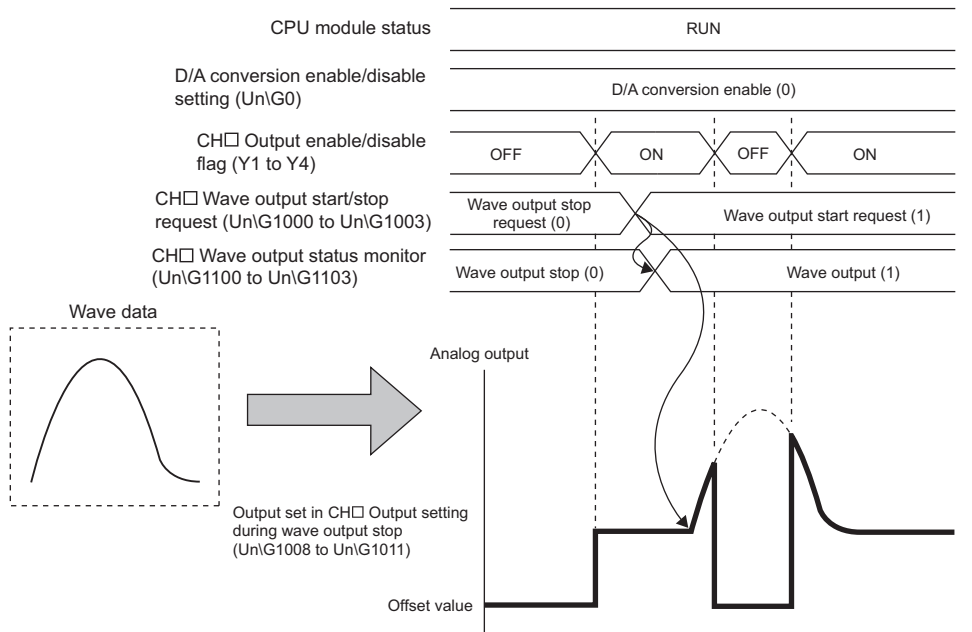 CPU module status
RUN
D/A conversion enable/disable
setting (Un\G0)
D/A conversion enable (0)
CH□ Output enable/disable
flag (Y1 to Y4)
OFF
ON
OFF
ON
CH□ Wave output start/stop
request (Un\G1000 to Un\G1003)
Wave output stop
request (0)
Wave output start request (1)
CH□ Wave output status monitor
(Un\G1100 to Un\G1103)
Wave output stop (0)
Wave output (1)
Wave data
Analog output
Output set in CH□ Output setting
during wave output stop
(Un\G1008 to Un\G1011)
Offset value